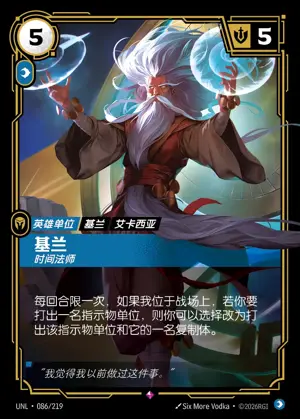 5
5
英雄单位 基兰 艾卡西亚
基兰
时间法师
每回合限一次，如果我位于战场上，若你要
打出一名指示物单位，则你可以选择改为打
出该指示物单位和它的一名复制体。
"我觉得我以前做过这件事。"
UNL · 086/219
Six More Vodka · ©2026RGI